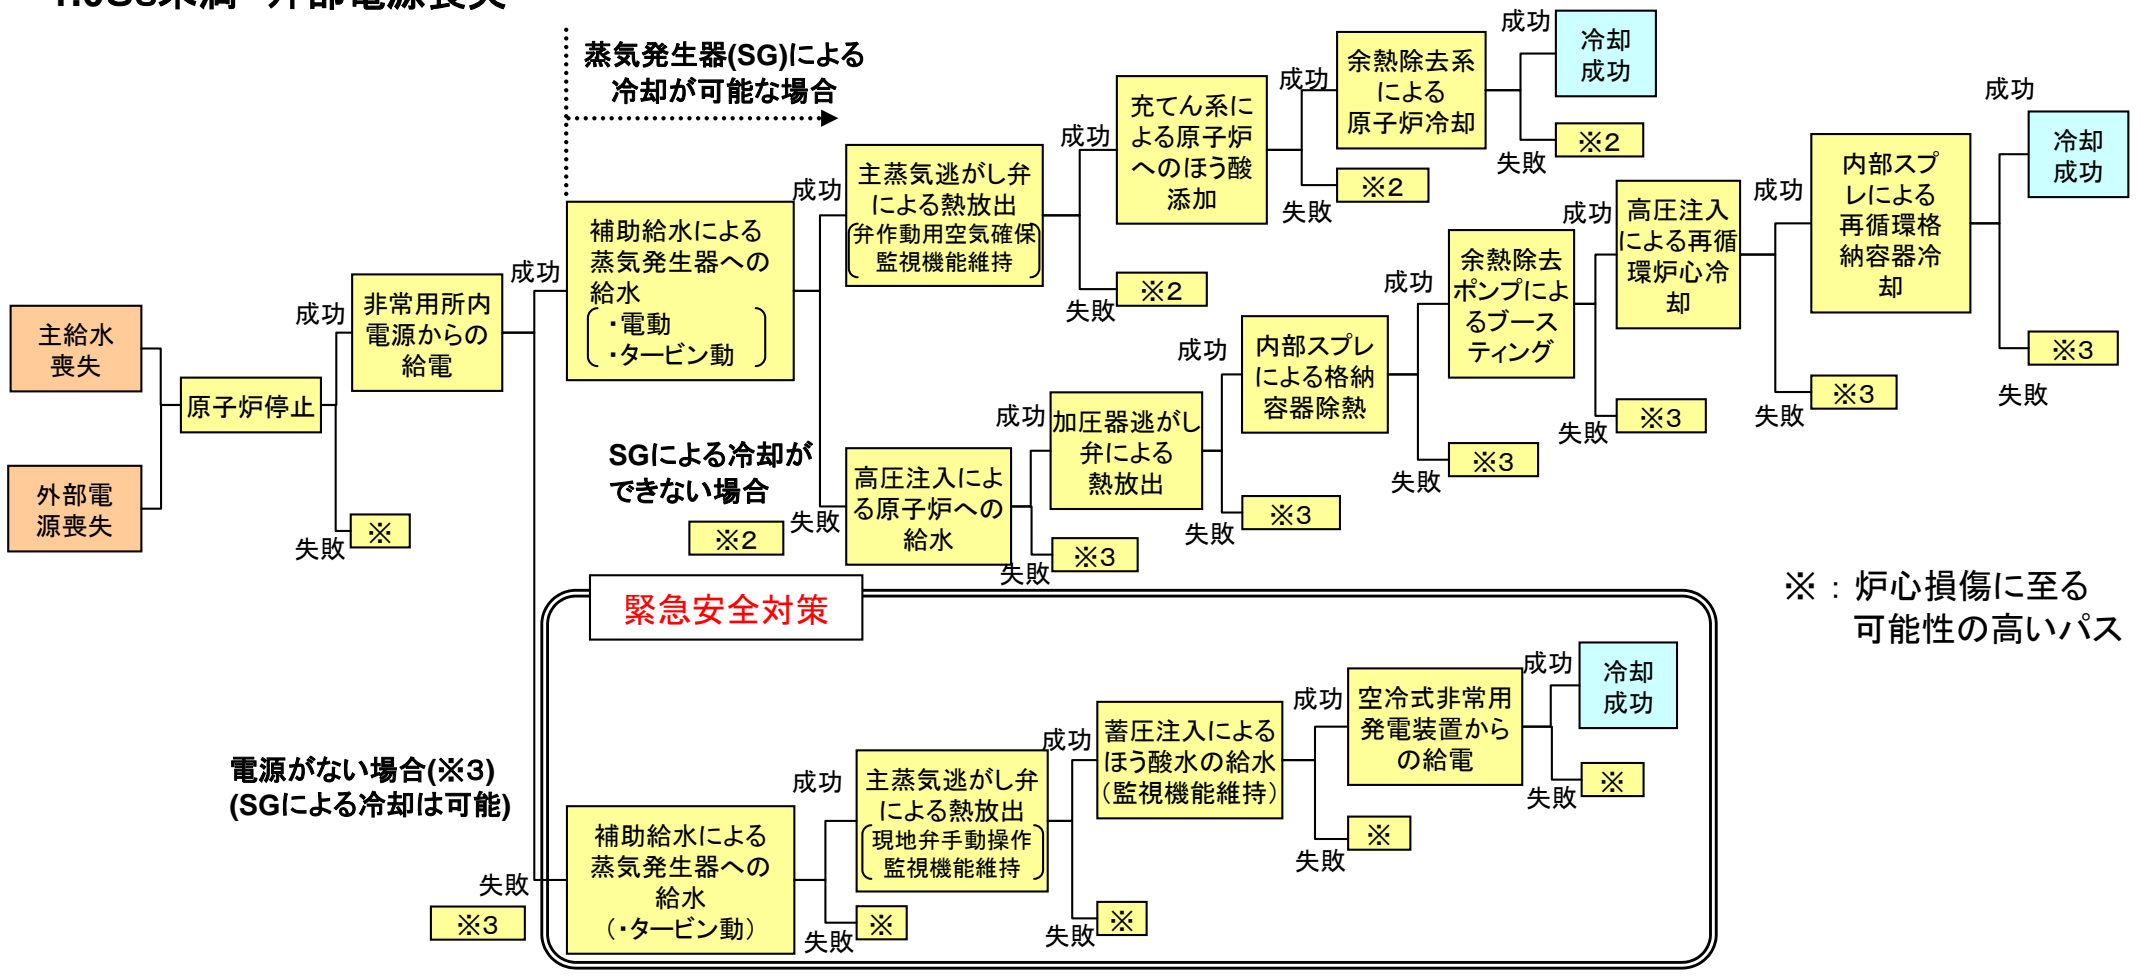 蒸気発生器(SG)による
冷却が可能な場合
主給水
喪失
外部電
源喪失
原子炉停止
成功
失敗
※
非常用所内
電源からの
給電
成功
失敗
※3
補助給水による
蒸気発生器への
給水
・電動
・タービン動
成功
失敗
※2
主蒸気逃がし弁
による熱放出
弁作動用空気確保
監視機能維持
成功
失敗
※2
充てん系に
よる原子炉
へのほう酸
添加
成功
失敗
※2
余熱除去系
による
原子炉冷却
成功
失敗
※2
冷却
成功
SGによる冷却が
できない場合
高圧注入によ
る原子炉への
給水
成功
失敗
※3
加圧器逃がし
弁による
熱放出
成功
失敗
※3
内部スプレ
による格納
容器除熱
成功
失敗
※3
余熱除去
ポンプによ
るブース
ティング
成功
失敗
※3
高圧注入
による再循
環炉心冷
却
成功
失敗
※3
内部スプ
レによる
再循環格
納容器冷
却
成功
失敗
※3
冷却
成功
※:炉心損傷に至る
可能性の高いパス
緊急安全対策
電源がない場合(※3)
(SGによる冷却は可能)
補助給水による
蒸気発生器への
給水
(・タービン動)
成功
失敗
※
主蒸気逃がし弁
による熱放出
現地弁手動操作
監視機能維持
成功
失敗
※
蓄圧注入による
ほう酸水の給水
(監視機能維持)
成功
失敗
※
空冷式非常用
発電装置から
の給電
成功
失敗
※
冷却
成功